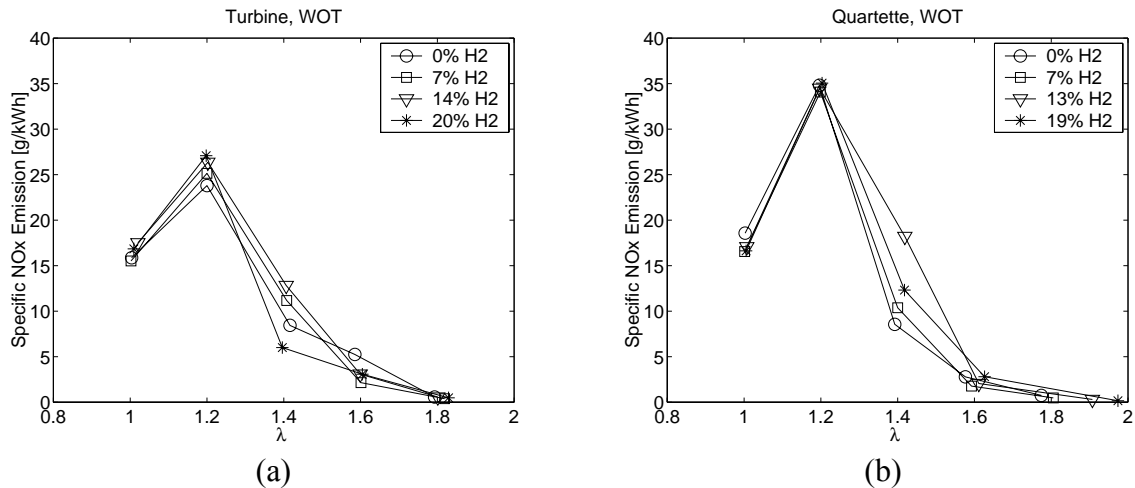 Turbine, WOT
Specific NOx Emission [g/kWh]
40
35
30
25
20
15
10
5
0
0.8
1
1.2
1.4
1.6
1.8
2
λ
0% H2
7% H2
14% H2
20% H2
(a)
Quartette, WOT
Specific NOx Emission [g/kWh]
40
35
30
25
20
15
10
5
0
0.8
1
1.2
1.4
1.6
1.8
2
λ
0% H2
7% H2
13% H2
19% H2
(b)